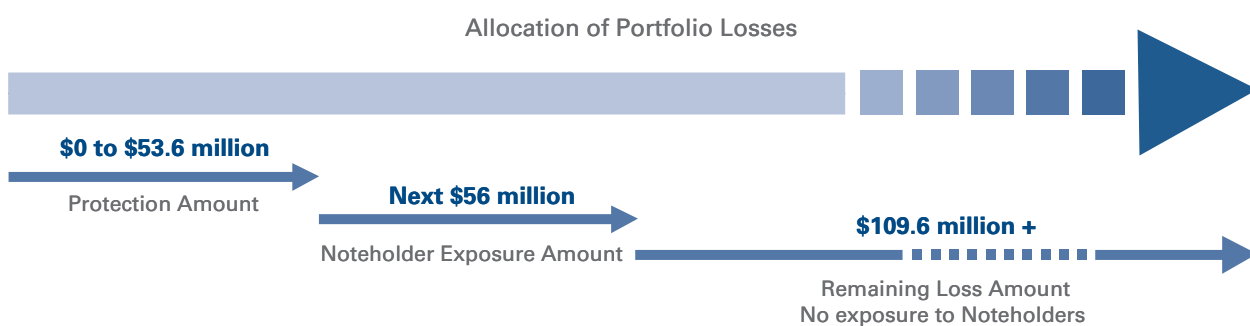 Allocation of Portfolio Losses
$0 to $53.6 million
Protection Amount
Next $56 million
Noteholder Exposure Amount
$109.6 million +
Remaining Loss Amount
No exposure to Noteholders